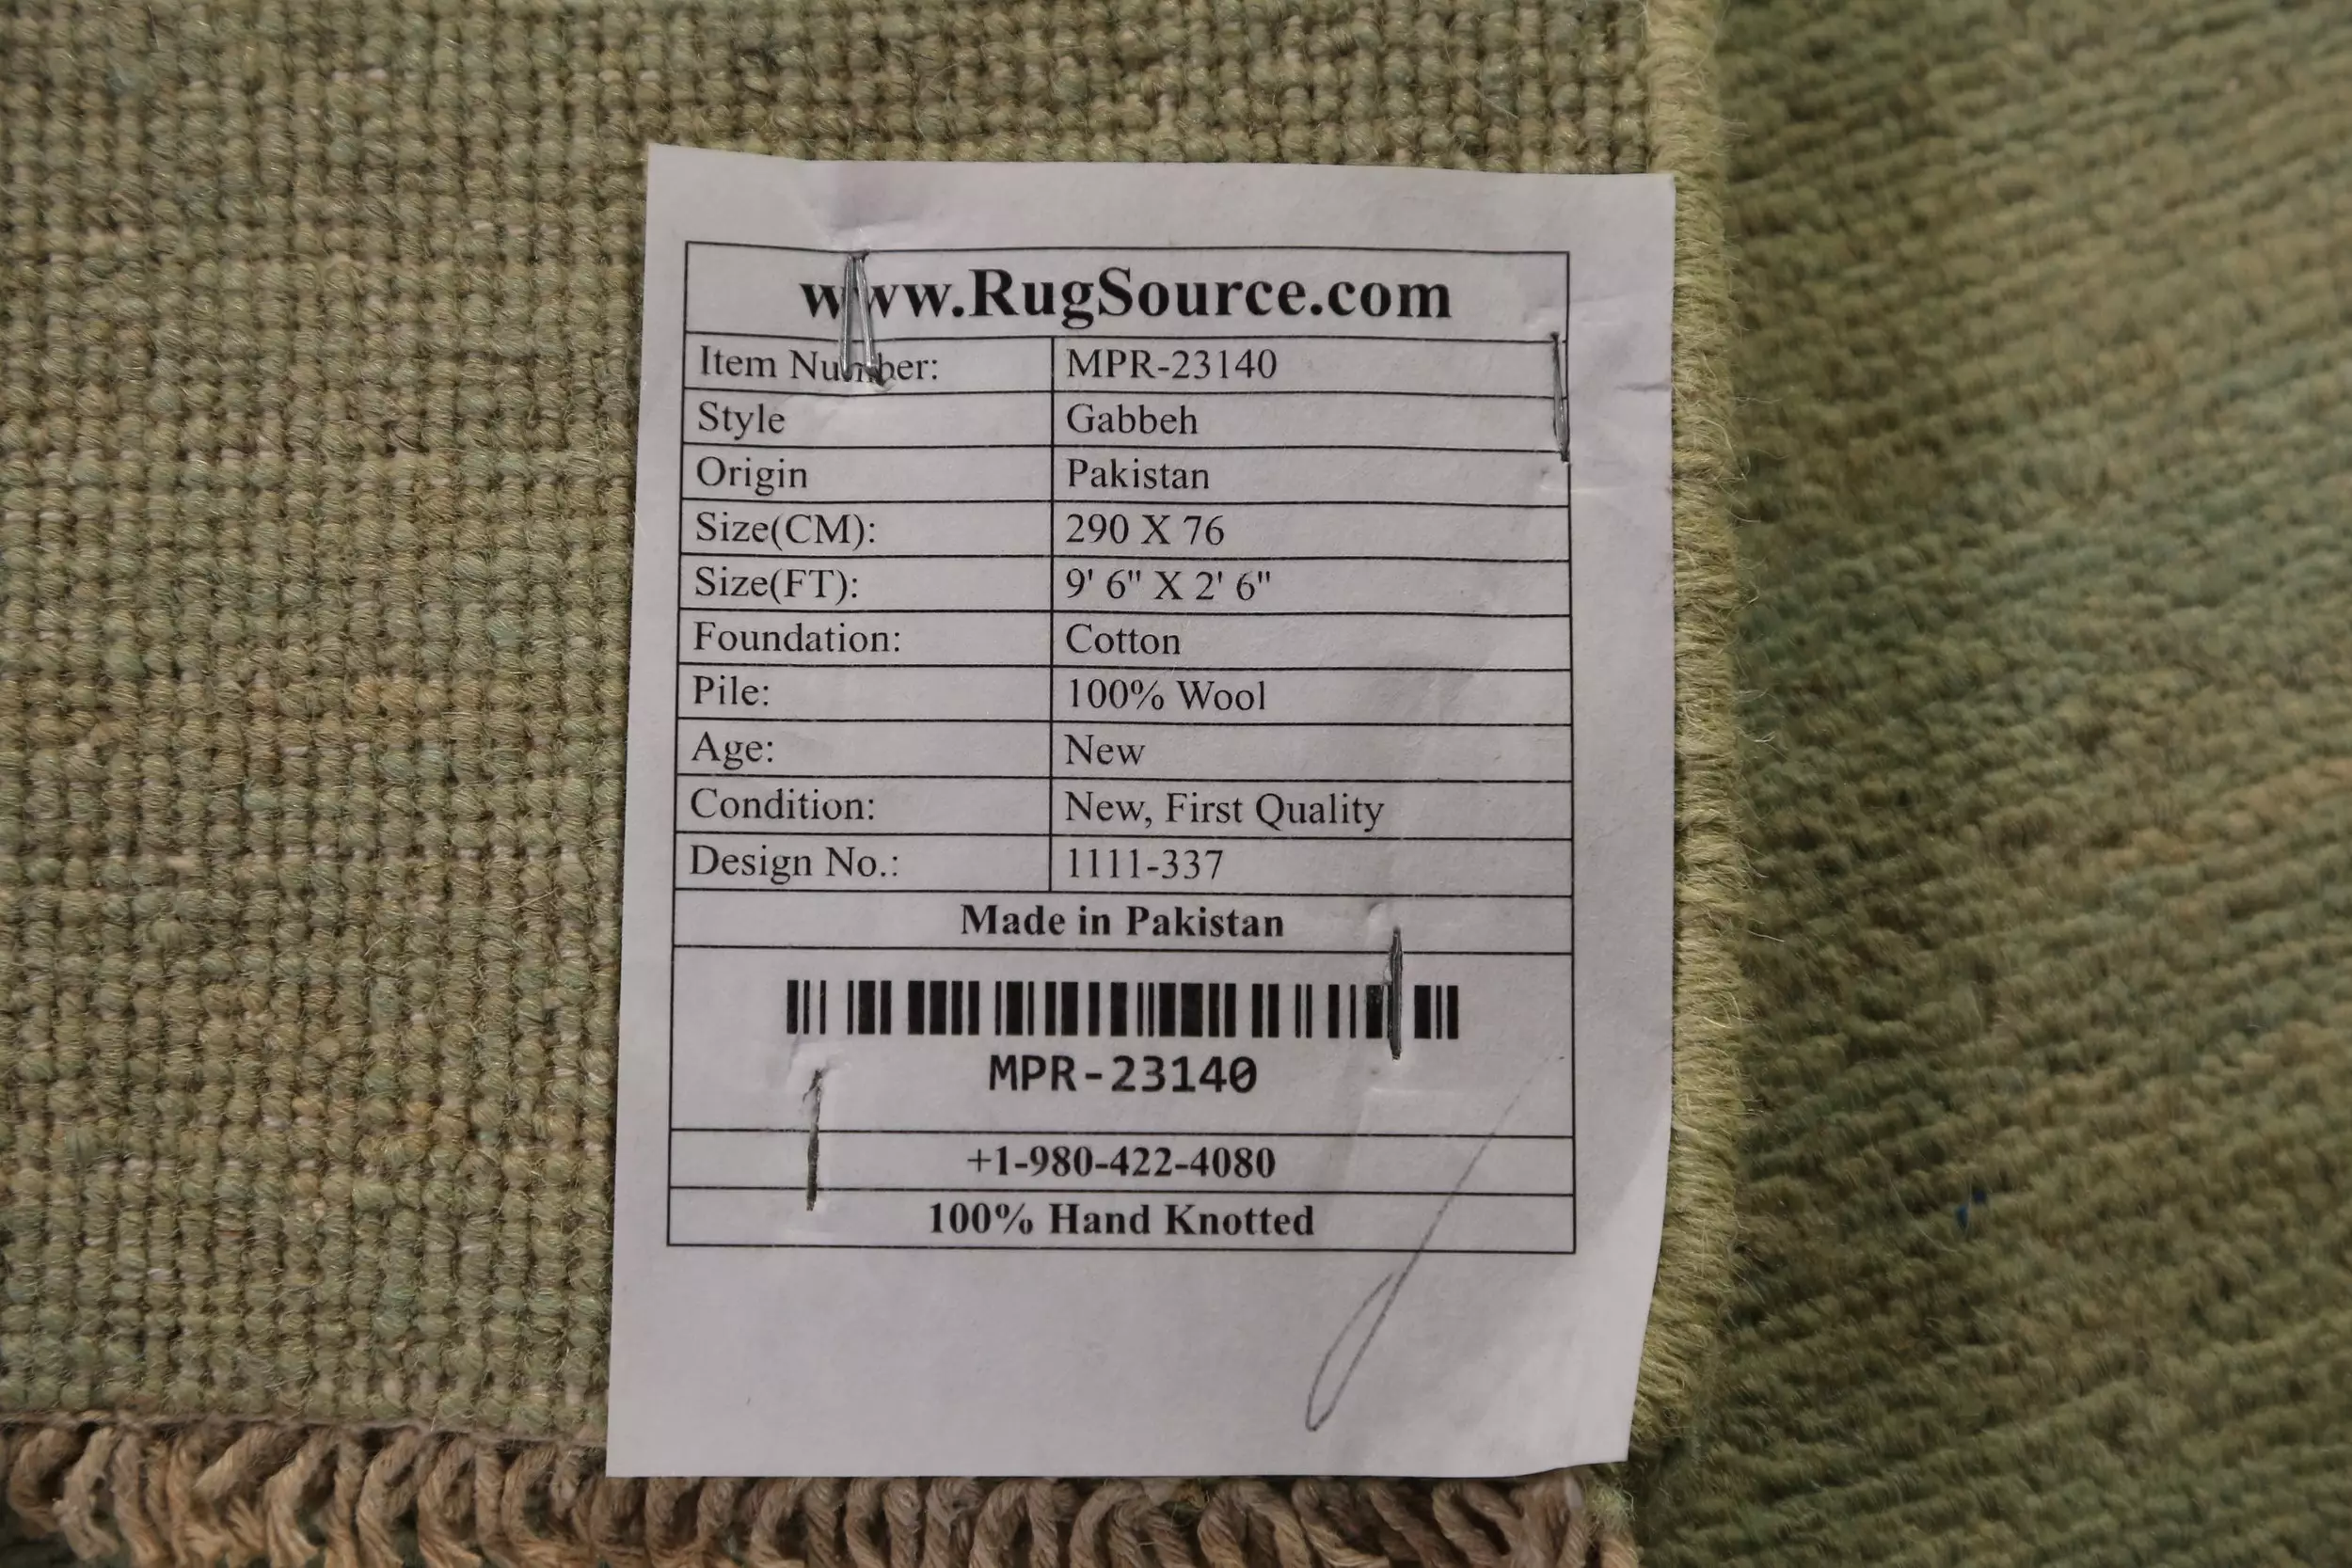 www.RugSource.com
Item Number: MPR-23140
Style Gabbeh
Origin Pakistan
Size(CM): 290 X 76
Size(FT): 9' 6" X 2' 6"
Foundation: Cotton
Pile: 100% Wool
Age: New
Condition: New, First Quality
Design No.: 1111-337
Made in Pakistan
MPR-23140
+1-980-422-4080
100% Hand Knotted